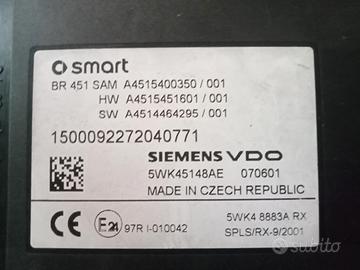 smart
BR 451 SAM A4515400350 / 001
HW A4515451601 / 001
SW A4514464295 / 001
1500092272040771
SIEMENS VDO
5WK45148AE 070601
MADE IN CZECH REPUBLIC
CE E24 97R I-010042
5WK4 8883A RX
SPLS/RX-9/2001
subito